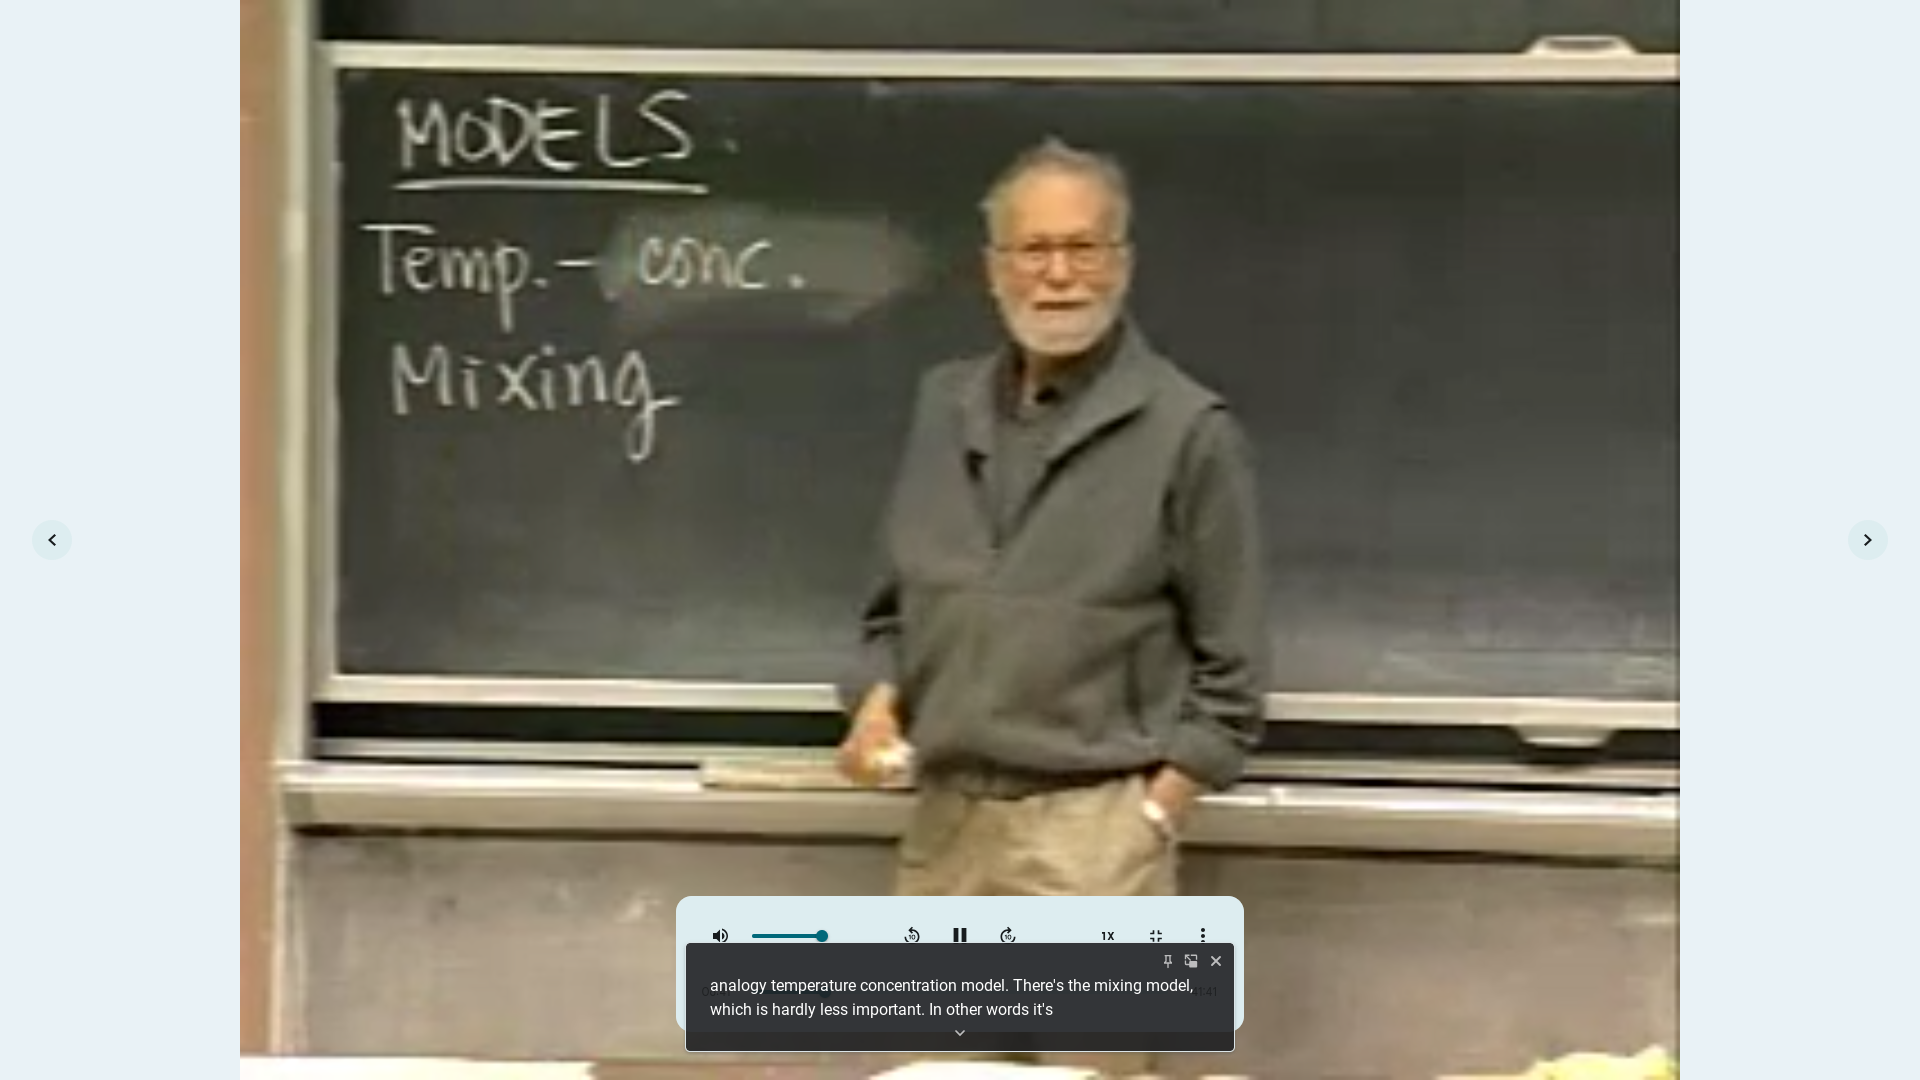 MODELS.
Temp. - conc.
Mixing
1X
analogy temperature concentration model. There's the mixing model,
which is hardly less important. In other words it's